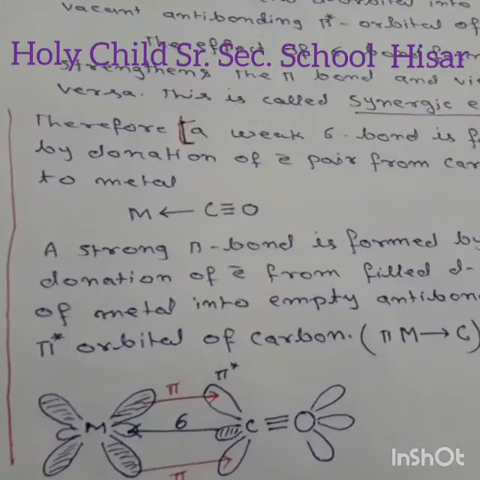 vacant antibonding π*- orbital of
Holy Child Sr. Sec. School Hisar
strengthens the π bond and vi
versa. This is called synergic e
Therefore [a weak 6-bond is f
by donation of ē pair from car
to metal
M ← C≡O
A strong π-bond is formed by
donation of ē from filled d-
of metal into empty antibon
π* orbital of carbon. (π M→C)
π*
π
M 6 C ≡ O
π
InShOt